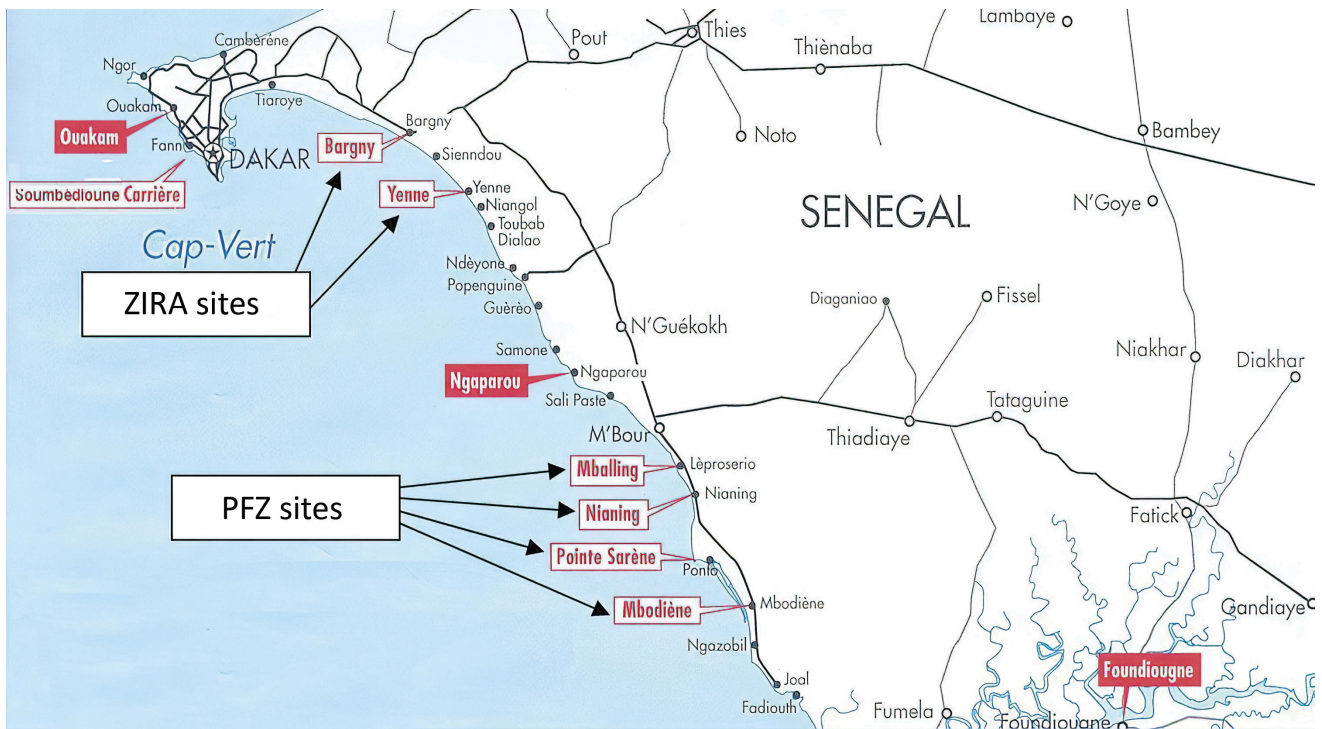 Lambaye
Cambèréne
Pout
Thies
Thiènaba
Ngor
Ouakam
Tiaroye
Ouakam
Bargny
Bambey
Noto
Fann
DAKAR
Bargny
Sienndou
Soumbédioune Carrière
Yenne
Yenne
Niangol
N'Goye
SENEGAL
Toubab
Dialao
Cap-Vert
Ndèyone
Popenguine
ZIRA sites
Guèrèo
Diaganiao
Fissel
N'Guékokh
Samone
Niakhar
Diakhar
Ngaparou
Ngaparou
Sali Paste
Tataguine
M'Bour
Thiadiaye
Mballing
Lèproserio
PFZ sites
Nianing
Nianing
Fatick
Pointe Sarène
Ponto
Mbodiène
Mbodiène
Gandiaye
Ngazobil
Foundiougne
Joal
Fadiouth
Fumela
Foundiougne